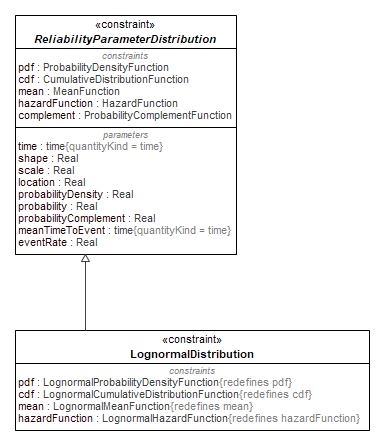 «constraint»
ReliabilityParameterDistribution
constraints
pdf : ProbabilityDensityFunction
cdf : CumulativeDistributionFunction
mean : MeanFunction
hazardFunction : HazardFunction
complement : ProbabilityComplementFunction
parameters
time : time{quantityKind = time}
shape : Real
scale : Real
location : Real
probabilityDensity : Real
probability : Real
probabilityComplement : Real
meanTimeToEvent : time{quantityKind = time}
eventRate : Real
«constraint»
LognormalDistribution
constraints
pdf : LognormalProbabilityDensityFunction{redefines pdf}
cdf : LognormalCumulativeDistributionFunction{redefines cdf}
mean : LognormalMeanFunction{redefines mean}
hazardFunction : LognormalHazardFunction{redefines hazardFunction}